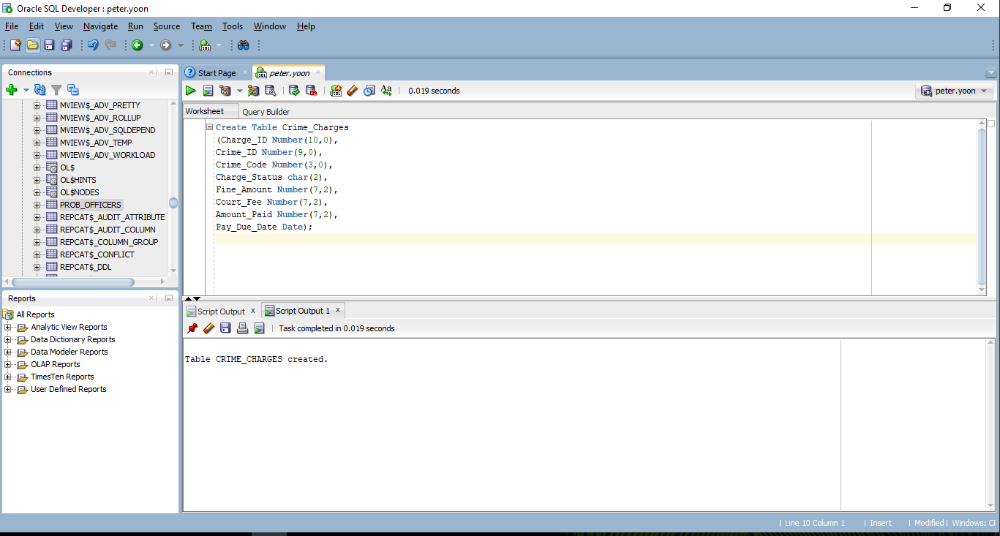 Oracle SQL Developer : peter.yoon
File Edit View Navigate Run Source Team Tools Window Help
Connections
MVIEW$_ADV_PRETTY
MVIEW$_ADV_ROLLUP
MVIEW$_ADV_SQLDEPEND
MVIEW$_ADV_TEMP
MVIEW$_ADV_WORKLOAD
OL$
OL$HINTS
OL$NODES
PROB_OFFICERS
REPCAT$_AUDIT_ATTRIBUTE
REPCAT$_AUDIT_COLUMN
REPCAT$_COLUMN_GROUP
REPCAT$_CONFLICT
REPCAT$_DDL
Reports
All Reports
Analytic View Reports
Data Dictionary Reports
Data Modeler Reports
OLAP Reports
TimesTen Reports
User Defined Reports
Start Page
peter.yoon
0.019 seconds
peter.yoon
Worksheet Query Builder
Create Table Crime_Charges
(Charge_ID Number(10,0),
Crime_ID Number(9,0),
Crime_Code Number(3,0),
Charge_Status char(2),
Fine_Amount Number(7,2),
Court_Fee Number(7,2),
Amount_Paid Number(7,2),
Pay_Due_Date Date);
Script Output x Script Output 1 x
Task completed in 0.019 seconds
Table CRIME_CHARGES created.
| Line 10 Column 1 | Insert | Modified | Windows: